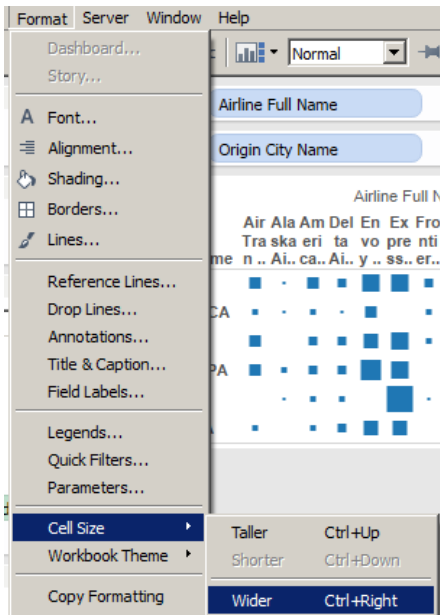 Format Server Window Help
Normal
Dashboard...
Story...
Airline Full Name
A Font...
Alignment...
Origin City Name
Shading...
Borders...
Lines...
Airline Full N
Air Ala Am Del En Ex Fro
Tra ska eri ta vo pre nti
me n .. Ai.. ca.. Ai.. y .. ss.. er..
Reference Lines...
Drop Lines...
CA
Annotations...
Title & Caption...
PA
Field Labels...
Legends...
Quick Filters...
Parameters...
Cell Size
Workbook Theme
Copy Formatting
Taller Ctrl+Up
Shorter Ctrl+Down
Wider Ctrl+Right